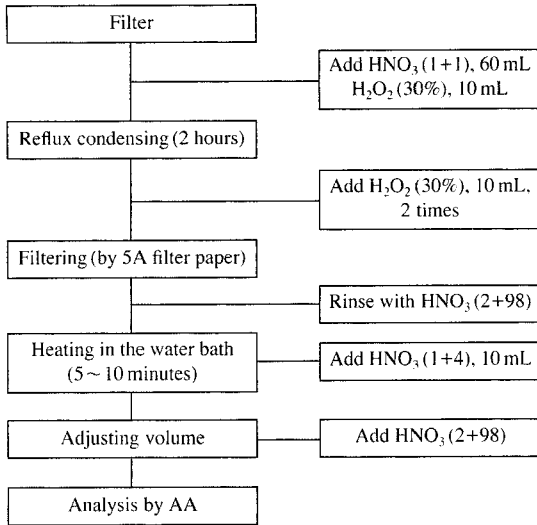 Filter
Add HNO₃ (1+1), 60 mL
H₂O₂ (30%), 10 mL
Reflux condensing (2 hours)
Add H₂O₂ (30%), 10 mL,
2 times
Filtering (by 5A filter paper)
Rinse with HNO₃ (2+98)
Heating in the water bath
(5~10 minutes)
Add HNO₃ (1+4), 10 mL
Adjusting volume
Add HNO₃ (2+98)
Analysis by AA